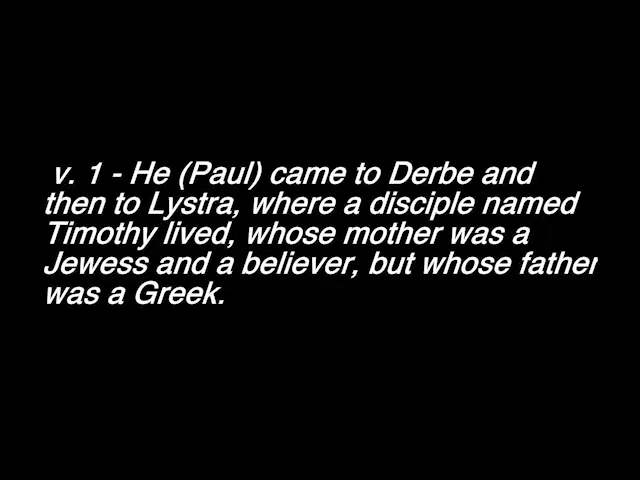 v. 1 - He (Paul) came to Derbe and
then to Lystra, where a disciple named
Timothy lived, whose mother was a
Jewess and a believer, but whose father
was a Greek.